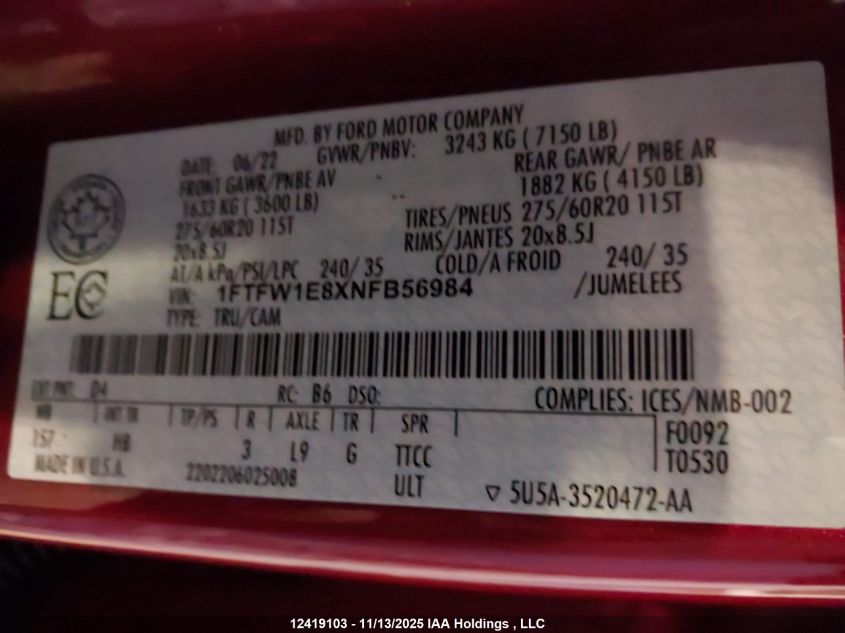 MFD. BY FORD MOTOR COMPANY
DATE: 06/22 GVWR/PNBV: 3243 KG ( 7150 LB)
FRONT GAWR/PNBE AV REAR GAWR/ PNBE AR
1633 KG ( 3600 LB) 1882 KG ( 4150 LB)
275/60R20 115T TIRES/PNEUS 275/60R20 115T
20x8.5J RIMS/JANTES 20x8.5J
AT/A kPa/PSI/LPC 240/ 35 COLD/A FROID 240/ 35
VIN: 1FTFW1E8XNFB56984 /JUMELEES
TYPE: TRU/CAM
EXT PNT: D4 RC: B6 DSO: COMPLIES: ICES/NMB-002
WB INT TR TP/PS R AXLE TR SPR F0092
157 HB 3 L9 G TTCC T0530
MADE IN U.S.A. 2202206025008 ULT ▽ 5U5A-3520472-AA
12419103 - 11/13/2025 IAA Holdings , LLC